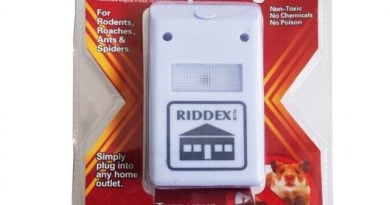 For
Rodents,
Roaches,
Ants &
Spiders.
Non-Toxic
No Chemicals
No Poison
RIDDEX
Simply
plug into
any home
outlet.